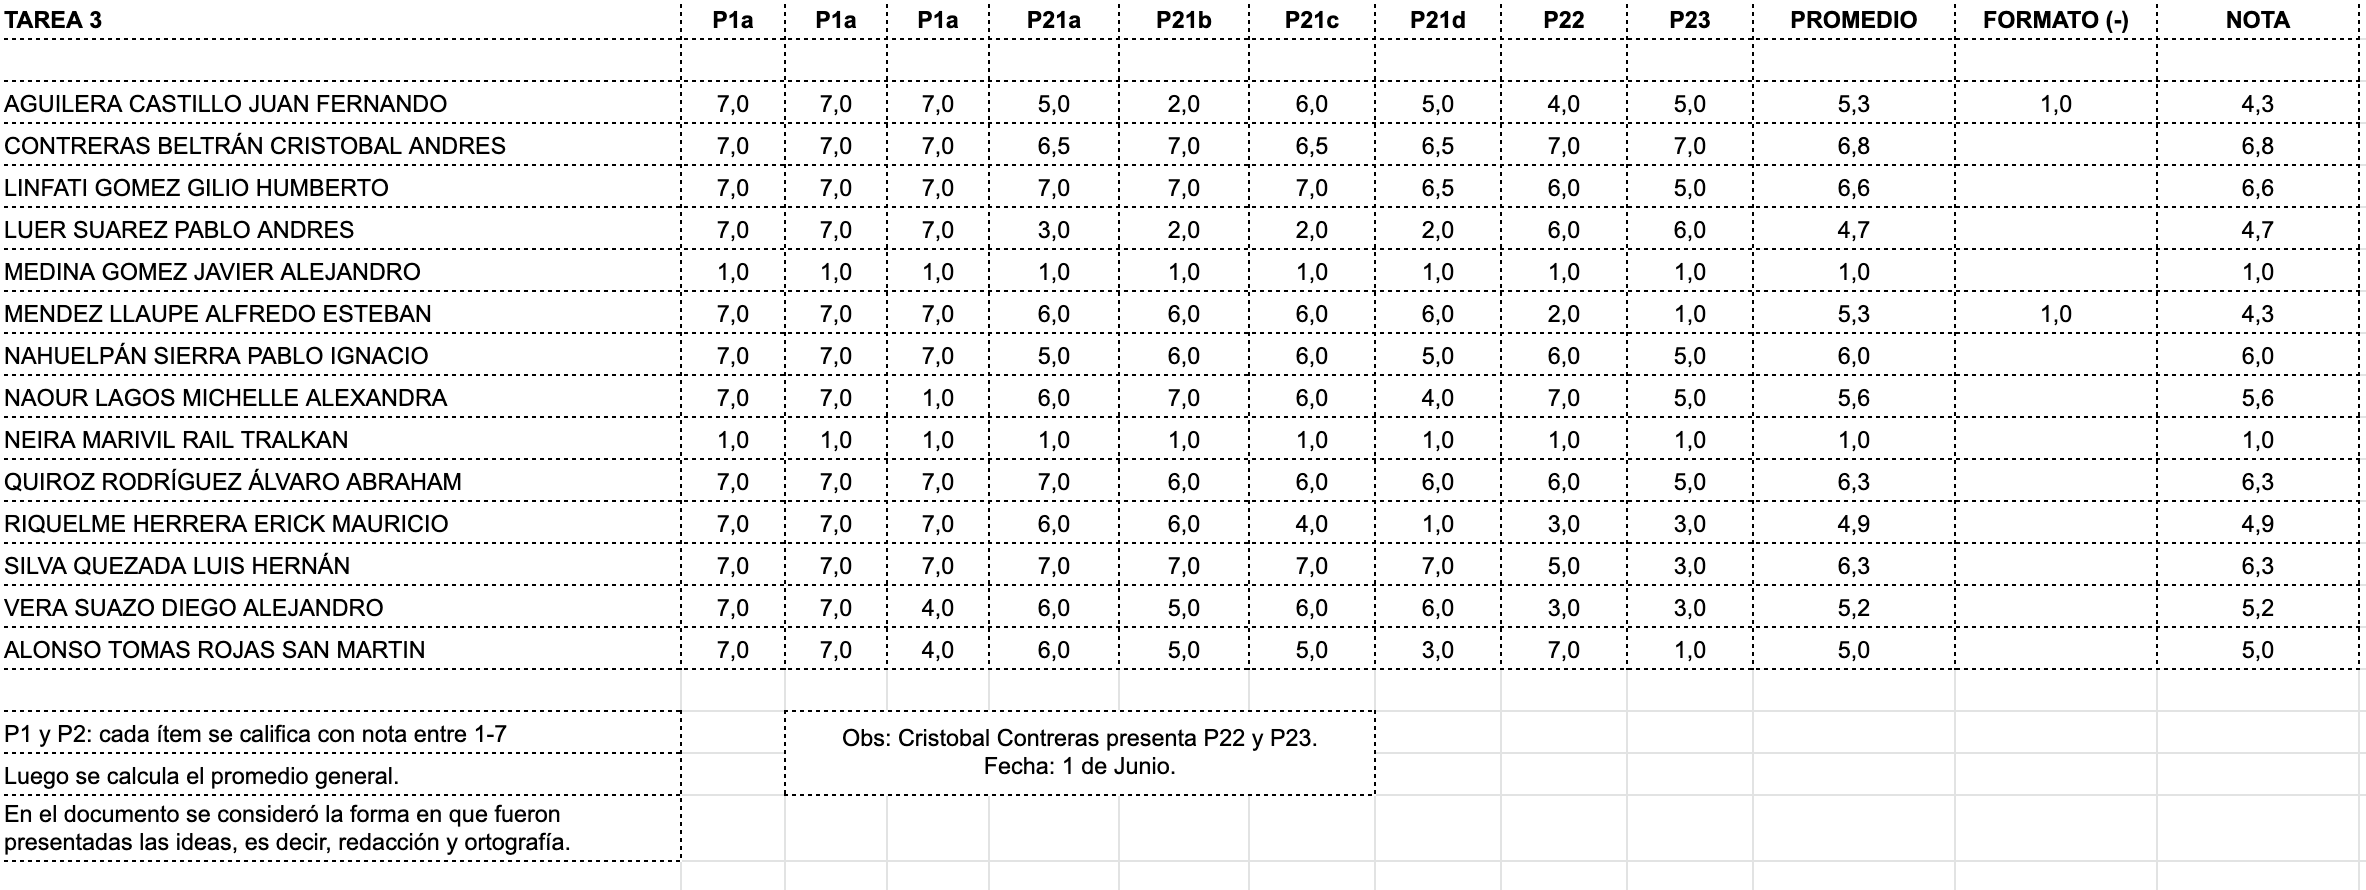 TAREA 3 P1a P1a P1a P21a P21b P21c P21d P22 P23 PROMEDIO FORMATO (-) NOTA
AGUILERA CASTILLO JUAN FERNANDO 7,0 7,0 7,0 5,0 2,0 6,0 5,0 4,0 5,0 5,3 1,0 4,3
CONTRERAS BELTRÁN CRISTOBAL ANDRES 7,0 7,0 7,0 6,5 7,0 6,5 6,5 7,0 7,0 6,8 6,8
LINFATI GOMEZ GILIO HUMBERTO 7,0 7,0 7,0 7,0 7,0 7,0 6,5 6,0 5,0 6,6 6,6
LUER SUAREZ PABLO ANDRES 7,0 7,0 7,0 3,0 2,0 2,0 2,0 6,0 6,0 4,7 4,7
MEDINA GOMEZ JAVIER ALEJANDRO 1,0 1,0 1,0 1,0 1,0 1,0 1,0 1,0 1,0 1,0 1,0
MENDEZ LLAUPE ALFREDO ESTEBAN 7,0 7,0 7,0 6,0 6,0 6,0 6,0 2,0 1,0 5,3 1,0 4,3
NAHUELPÁN SIERRA PABLO IGNACIO 7,0 7,0 7,0 5,0 6,0 6,0 5,0 6,0 5,0 6,0 6,0
NAOUR LAGOS MICHELLE ALEXANDRA 7,0 7,0 1,0 6,0 7,0 6,0 4,0 7,0 5,0 5,6 5,6
NEIRA MARIVIL RAIL TRALKAN 1,0 1,0 1,0 1,0 1,0 1,0 1,0 1,0 1,0 1,0 1,0
QUIROZ RODRÍGUEZ ÁLVARO ABRAHAM 7,0 7,0 7,0 7,0 6,0 6,0 6,0 6,0 5,0 6,3 6,3
RIQUELME HERRERA ERICK MAURICIO 7,0 7,0 7,0 6,0 6,0 4,0 1,0 3,0 3,0 4,9 4,9
SILVA QUEZADA LUIS HERNÁN 7,0 7,0 7,0 7,0 7,0 7,0 7,0 5,0 3,0 6,3 6,3
VERA SUAZO DIEGO ALEJANDRO 7,0 7,0 4,0 6,0 5,0 6,0 6,0 3,0 3,0 5,2 5,2
ALONSO TOMAS ROJAS SAN MARTIN 7,0 7,0 4,0 6,0 5,0 5,0 3,0 7,0 1,0 5,0 5,0
P1 y P2: cada ítem se califica con nota entre 1-7
Luego se calcula el promedio general.
En el documento se consideró la forma en que fueron
presentadas las ideas, es decir, redacción y ortografía.
Obs: Cristobal Contreras presenta P22 y P23.
Fecha: 1 de Junio.